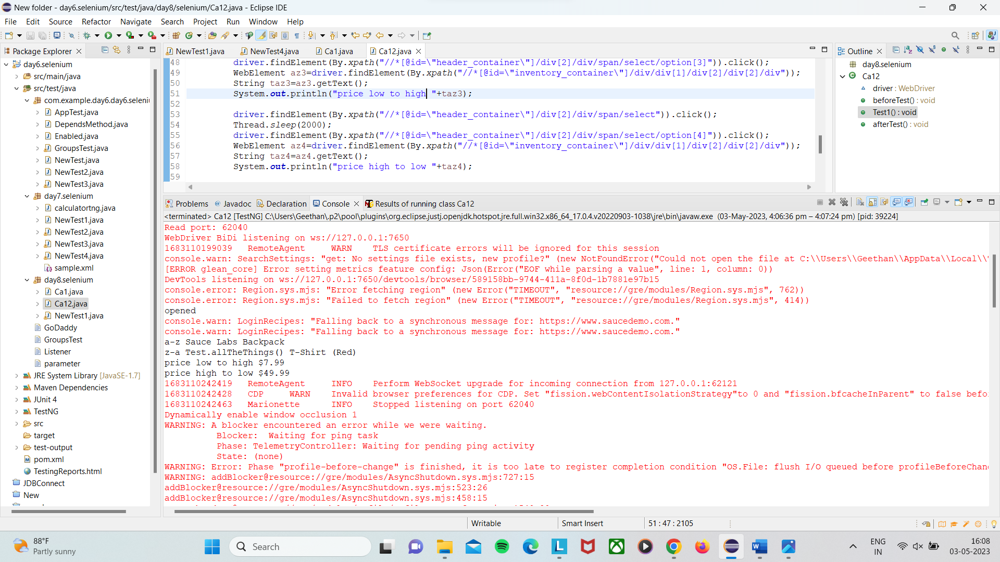 New folder - day6.selenium/src/test/java/day8/selenium/Ca12.java - Eclipse IDE
File Edit Source Refactor Navigate Search Project Run Window Help
Package Explorer
day6.selenium
src/main/java
src/test/java
com.example.day6.day6.seleni
AppTest.java
DependsMethod.java
Enabled.java
GroupsTest.java
NewTest.java
NewTest2.java
NewTest3.java
day7.selenium
calculatortng.java
NewTest1.java
NewTest2.java
NewTest3.java
NewTest4.java
sample.xml
day8.selenium
Ca1.java
Ca12.java
NewTest1.java
GoDaddy
GroupsTest
Listener
parameter
JRE System Library [JavaSE-1.7]
Maven Dependencies
JUnit 4
TestNG
src
target
test-output
pom.xml
TestingReports.html
JDBConnect
New
NewTest1.java NewTest4.java Ca1.java Ca12.java
48 driver.findElement(By.xpath("//*[@id=\"header_container\"]/div[2]/div/span/select/option[3]")).click();
49 WebElement az3=driver.findElement(By.xpath("//*[@id=\"inventory_container\"]/div/div[1]/div[2]/div[2]/div"));
50 String taz3=az3.getText();
51 System.out.println("price low to high "+taz3);
52
53 driver.findElement(By.xpath("//*[@id=\"header_container\"]/div[2]/div/span/select")).click();
54 Thread.sleep(2000);
55 driver.findElement(By.xpath("//*[@id=\"header_container\"]/div[2]/div/span/select/option[4]")).click();
56 WebElement az4=driver.findElement(By.xpath("//*[@id=\"inventory_container\"]/div/div[1]/div[2]/div[2]/div"));
57 String taz4=az4.getText();
58 System.out.println("price high to low "+taz4);
59
Outline
day8.selenium
Ca12
driver : WebDriver
beforeTest() : void
Test1() : void
afterTest() : void
Problems @ Javadoc Declaration Console Results of running class Ca12
<terminated> Ca12 [TestNG] C:\Users\Geethan\.p2\pool\plugins\org.eclipse.justj.openjdk.hotspot.jre.full.win32.x86_64_17.0.4.v20220903-1038\jre\bin\javaw.exe (03-May-2023, 4:06:36 pm – 4:07:24 pm) [pid: 39224]
Read port: 62040
WebDriver BiDi listening on ws://127.0.0.1:7650
1683110199039 RemoteAgent WARN TLS certificate errors will be ignored for this session
console.warn: SearchSettings: "get: No settings file exists, new profile?" (new NotFoundError("Could not open the file at C:\\Users\\Geethan\\AppData\\Local\\
[ERROR glean_core] Error setting metrics feature config: Json(Error("EOF while parsing a value", line: 1, column: 0))
DevTools listening on ws://127.0.0.1:7650/devtools/browser/589158bb-9744-411a-8f0d-1b7881e97b15
console.error: Region.sys.mjs: "Error fetching region" (new Error("TIMEOUT", "resource://gre/modules/Region.sys.mjs", 762))
console.error: Region.sys.mjs: "Failed to fetch region" (new Error("TIMEOUT", "resource://gre/modules/Region.sys.mjs", 414))
opened
console.warn: LoginRecipes: "Falling back to a synchronous message for: https://www.saucedemo.com."
console.warn: LoginRecipes: "Falling back to a synchronous message for: https://www.saucedemo.com."
a-z Sauce Labs Backpack
z-a Test.allTheThings() T-Shirt (Red)
price low to high $7.99
price high to low $49.99
1683110242419 RemoteAgent INFO Perform WebSocket upgrade for incoming connection from 127.0.0.1:62121
1683110242428 CDP WARN Invalid browser preferences for CDP. Set "fission.webContentIsolationStrategy"to 0 and "fission.bfcacheInParent" to false befo
1683110242463 Marionette INFO Stopped listening on port 62040
Dynamically enable window occlusion 1
WARNING: A blocker encountered an error while we were waiting.
Blocker: Waiting for ping task
Phase: TelemetryController: Waiting for pending ping activity
State: (none)
WARNING: Error: Phase "profile-before-change" is finished, it is too late to register completion condition "OS.File: flush I/O queued before profileBeforeChan
WARNING: addBlocker@resource://gre/modules/AsyncShutdown.sys.mjs:727:15
addBlocker@resource://gre/modules/AsyncShutdown.sys.mjs:523:26
addBlocker@resource://gre/modules/AsyncShutdown.sys.mjs:458:15
Writable Smart Insert 51 : 47 : 2105
88°F
Partly sunny
Search
ENG
IN
16:08
03-05-2023